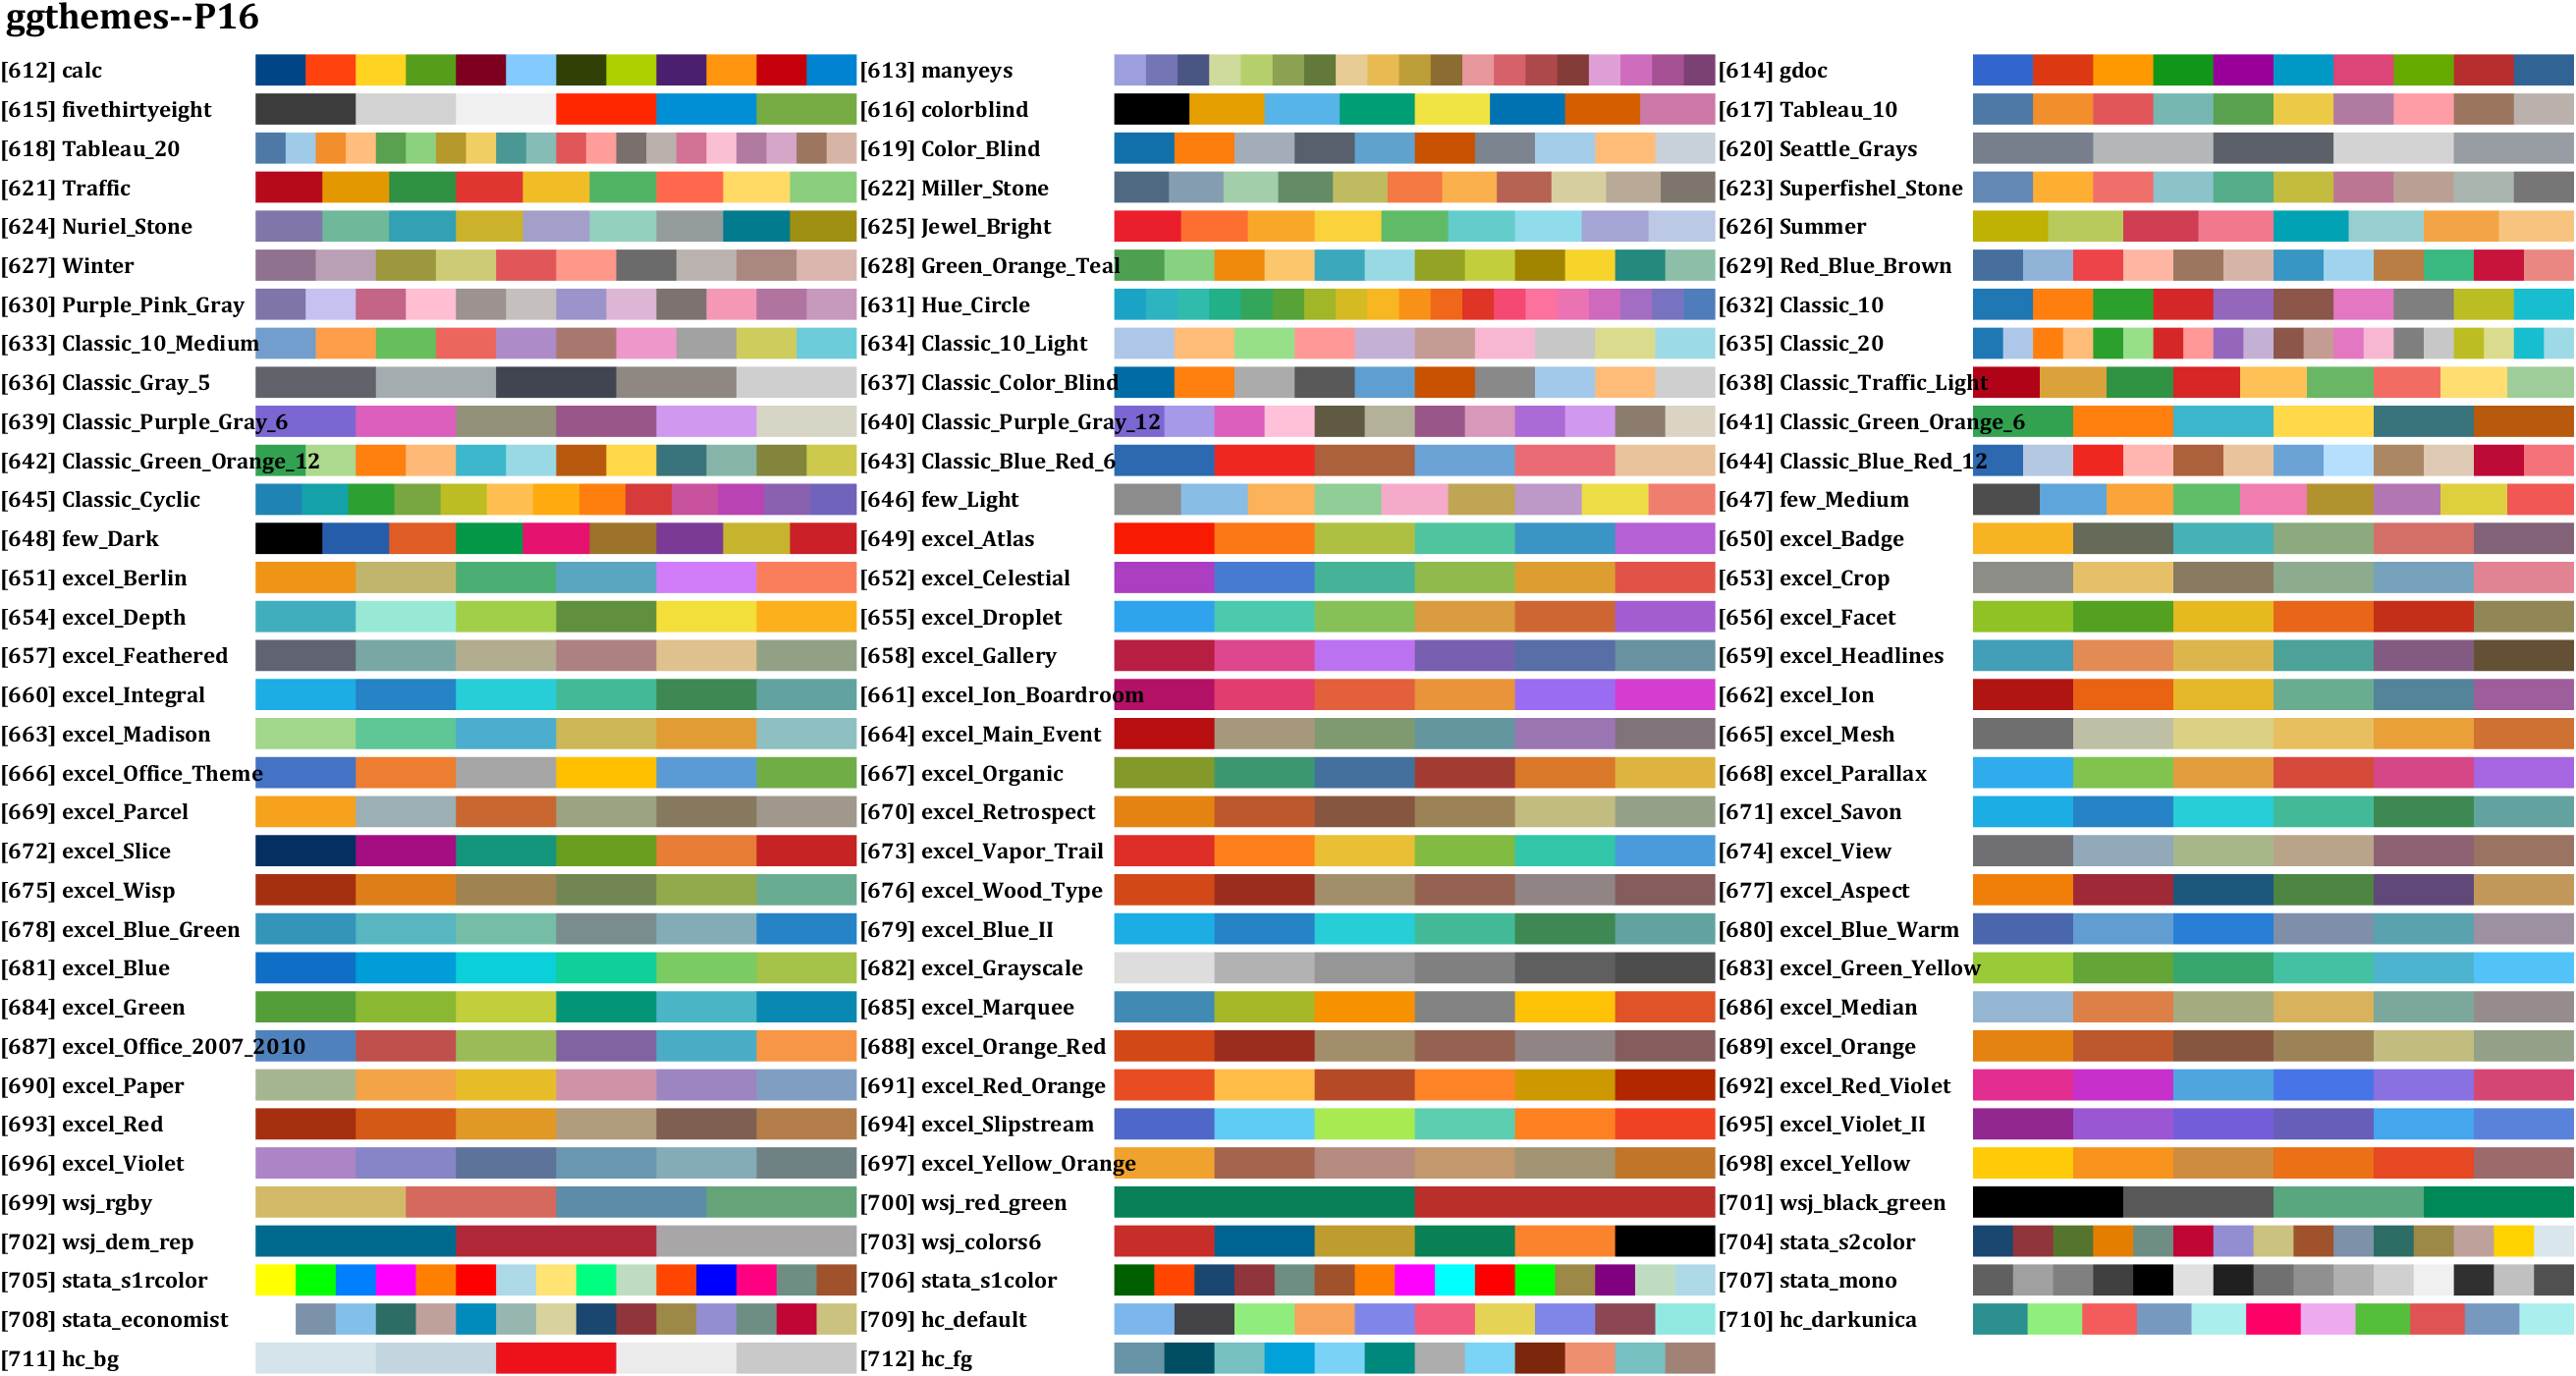 ggthemes--P16
[612] calc [613] manyeys [614] gdoc
[615] fivethirtyeight [616] colorblind [617] Tableau_10
[618] Tableau_20 [619] Color_Blind [620] Seattle_Grays
[621] Traffic [622] Miller_Stone [623] Superfishel_Stone
[624] Nuriel_Stone [625] Jewel_Bright [626] Summer
[627] Winter [628] Green_Orange_Teal [629] Red_Blue_Brown
[630] Purple_Pink_Gray [631] Hue_Circle [632] Classic_10
[633] Classic_10_Medium [634] Classic_10_Light [635] Classic_20
[636] Classic_Gray_5 [637] Classic_Color_Blind [638] Classic_Traffic_Light
[639] Classic_Purple_Gray_6 [640] Classic_Purple_Gray_12 [641] Classic_Green_Orange_6
[642] Classic_Green_Orange_12 [643] Classic_Blue_Red_6 [644] Classic_Blue_Red_12
[645] Classic_Cyclic [646] few_Light [647] few_Medium
[648] few_Dark [649] excel_Atlas [650] excel_Badge
[651] excel_Berlin [652] excel_Celestial [653] excel_Crop
[654] excel_Depth [655] excel_Droplet [656] excel_Facet
[657] excel_Feathered [658] excel_Gallery [659] excel_Headlines
[660] excel_Integral [661] excel_Ion_Boardroom [662] excel_Ion
[663] excel_Madison [664] excel_Main_Event [665] excel_Mesh
[666] excel_Office_Theme [667] excel_Organic [668] excel_Parallax
[669] excel_Parcel [670] excel_Retrospect [671] excel_Savon
[672] excel_Slice [673] excel_Vapor_Trail [674] excel_View
[675] excel_Wisp [676] excel_Wood_Type [677] excel_Aspect
[678] excel_Blue_Green [679] excel_Blue_II [680] excel_Blue_Warm
[681] excel_Blue [682] excel_Grayscale [683] excel_Green_Yellow
[684] excel_Green [685] excel_Marquee [686] excel_Median
[687] excel_Office_2007_2010 [688] excel_Orange_Red [689] excel_Orange
[690] excel_Paper [691] excel_Red_Orange [692] excel_Red_Violet
[693] excel_Red [694] excel_Slipstream [695] excel_Violet_II
[696] excel_Violet [697] excel_Yellow_Orange [698] excel_Yellow
[699] wsj_rgby [700] wsj_red_green [701] wsj_black_green
[702] wsj_dem_rep [703] wsj_colors6 [704] stata_s2color
[705] stata_s1rcolor [706] stata_s1color [707] stata_mono
[708] stata_economist [709] hc_default [710] hc_darkunica
[711] hc_bg [712] hc_fg